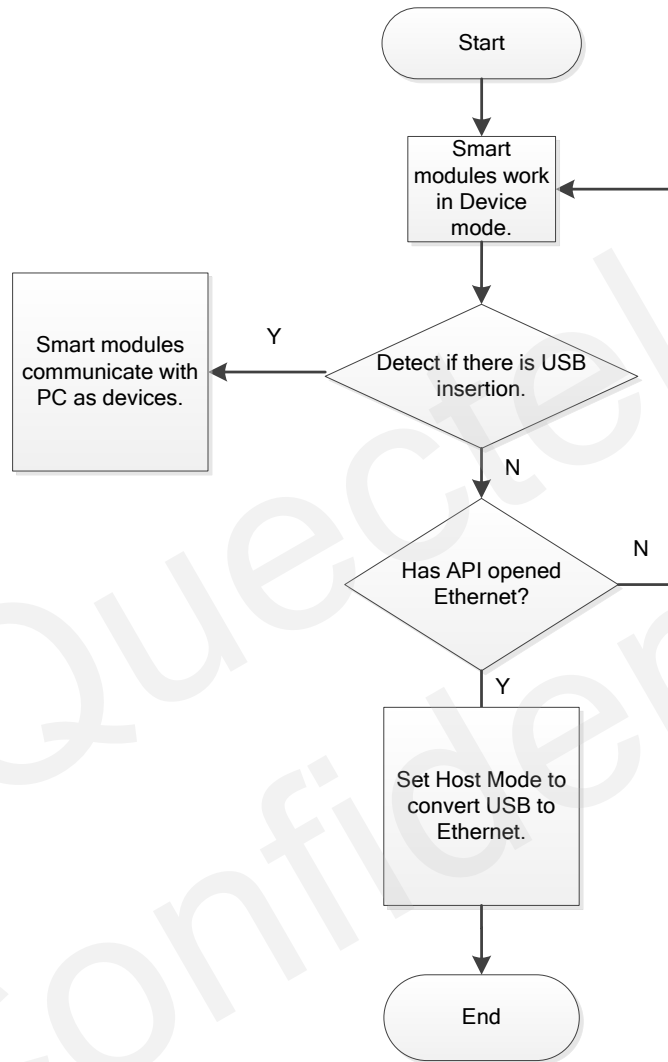 Start
Smart
modules work
in Device
mode.
Y
Smart modules
communicate with
PC as devices.
Detect if there is USB
insertion.
N
N
Has API opened
Ethernet?
Y
Set Host Mode to
convert USB to
Ethernet.
End
Quectel